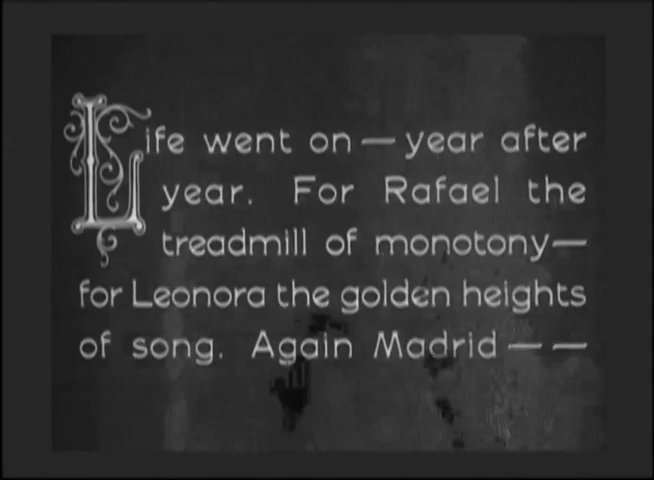 Life went on — year after
year. For Rafael the
treadmill of monotony—
for Leonora the golden heights
of song. Again Madrid — —